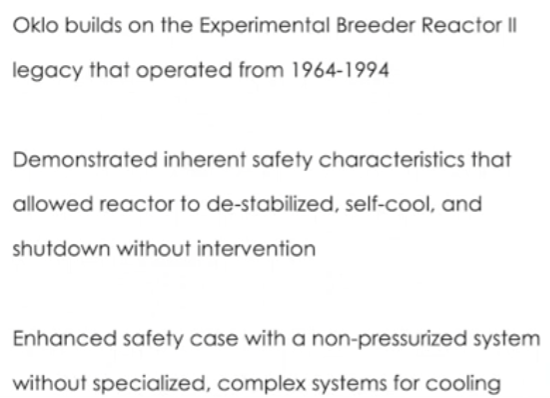 Oklo builds on the Experimental Breeder Reactor II
legacy that operated from 1964-1994
Demonstrated inherent safety characteristics that
allowed reactor to de-stabilized, self-cool, and
shutdown without intervention
Enhanced safety case with a non-pressurized system
without specialized, complex systems for cooling